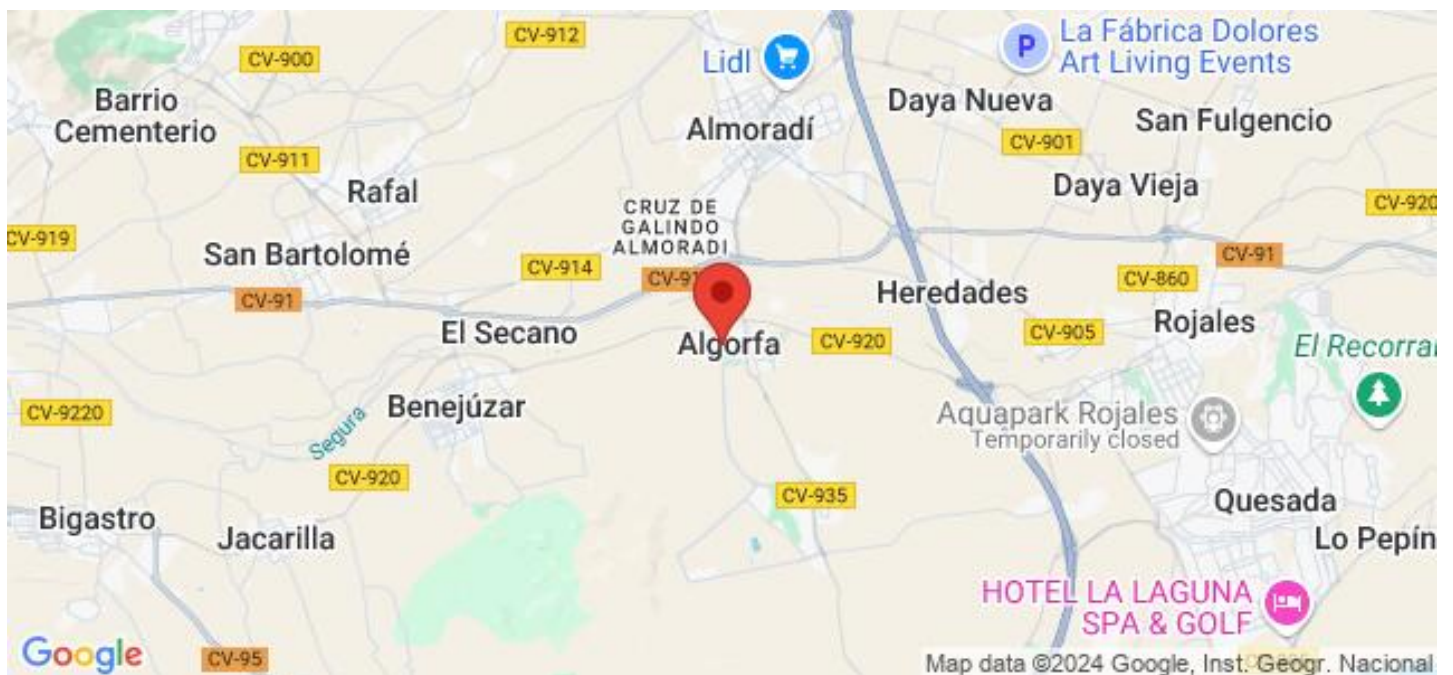 CV-912
CV-900
Lidl
La Fábrica Dolores
Art Living Events
Barrio
Cementerio
Daya Nueva
San Fulgencio
Almoradí
CV-901
CV-911
Rafal
Daya Vieja
CV-920
CRUZ DE
GALINDO
ALMORADI
CV-919
San Bartolomé
CV-914
CV-91
CV-860
CV-91
Heredades
CV-91
El Secano
Algorfa
CV-920
CV-905
Rojales
El Recorral
CV-9220
Benejúzar
Segura
Aquapark Rojales
Temporarily closed
CV-920
CV-935
Quesada
Bigastro
Jacarilla
Lo Pepín
HOTEL LA LAGUNA
SPA & GOLF
Google
CV-95
Map data ©2024 Google, Inst. Geogr. Nacional